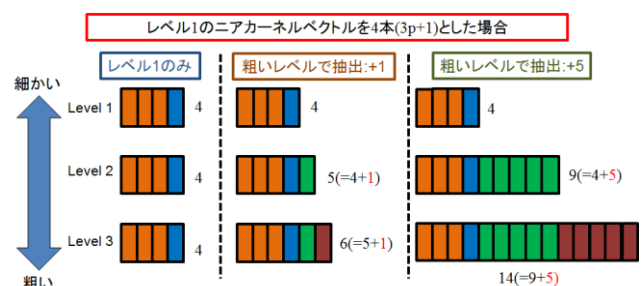 レベル1のニアカーネルベクトルを4本(3p+1)とした場合
レベル1のみ
粗いレベルで抽出:+1
粗いレベルで抽出:+5
細かい
Level 1
4
4
4
Level 2
4
5(=4+1)
9(=4+5)
Level 3
4
6(=5+1)
14(=9+5)
粗い